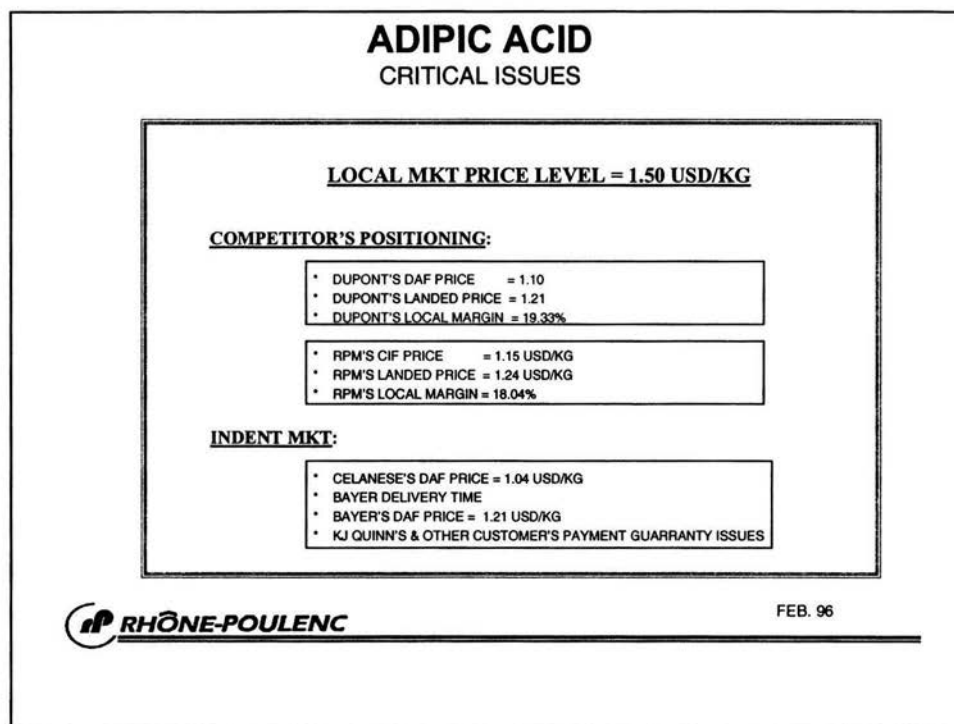 ADIPIC ACID
CRITICAL ISSUES
LOCAL MKT PRICE LEVEL = 1.50 USD/KG
COMPETITOR'S POSITIONING:
* DUPONT'S DAF PRICE = 1.10
* DUPONT'S LANDED PRICE = 1.21
* DUPONT'S LOCAL MARGIN = 19.33%
* RPM'S CIF PRICE = 1.15 USD/KG
* RPM'S LANDED PRICE = 1.24 USD/KG
* RPM'S LOCAL MARGIN = 18.04%
INDENT MKT:
* CELANESE'S DAF PRICE = 1.04 USD/KG
* BAYER DELIVERY TIME
* BAYER'S DAF PRICE = 1.21 USD/KG
* KJ QUINN'S & OTHER CUSTOMER'S PAYMENT GUARRANTY ISSUES
FEB. 96
RHÔNE-POULENC